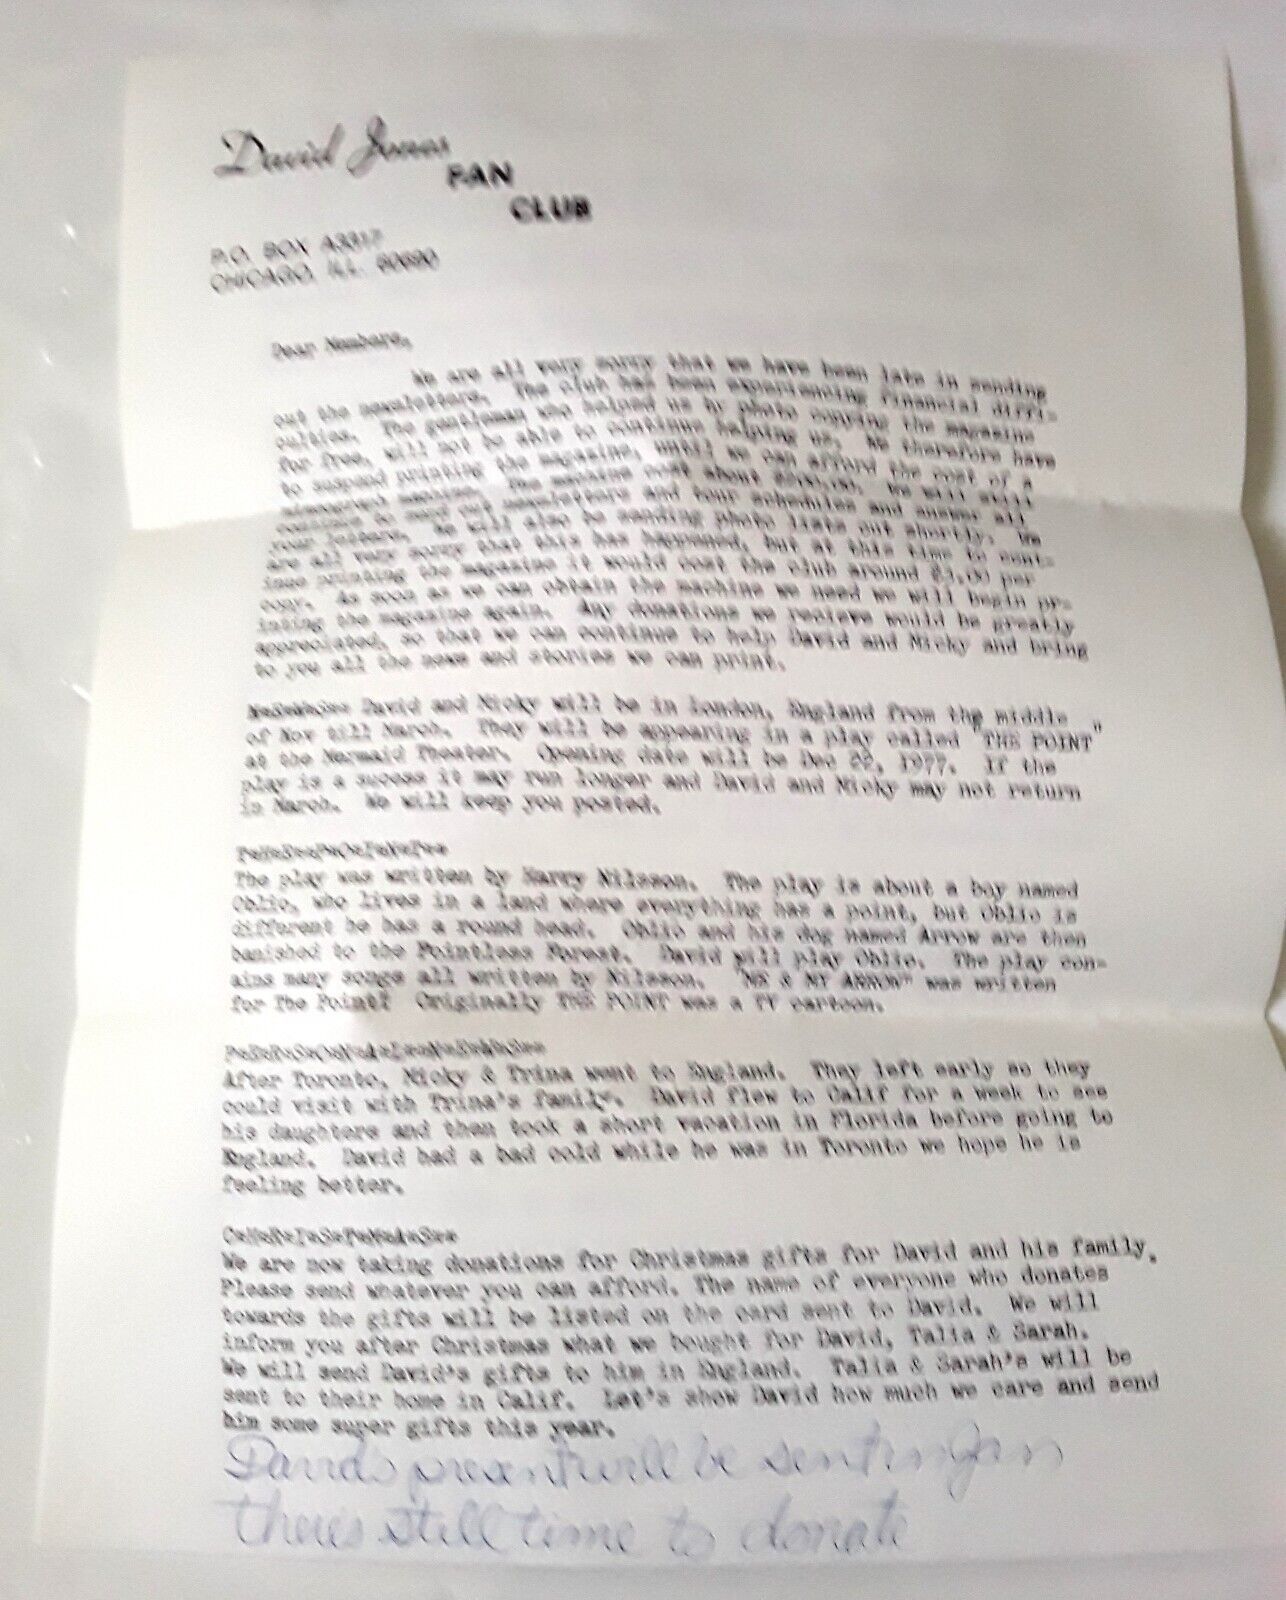 David Jones
FAN
CLUB
P.O. BOX A3317
CHICAGO, ILL. 60690
Dear Members,
We are all very sorry that we have been late in sending
out the newsletters. The club has been experiencing financial diffi-
culties. The gentleman who helped us by photo copying the magazine
for free, will not be able to continue helping us. We therefore have
to suspend printing the magazine, until we can afford the cost of a
machine. The machine cost about We will still
continue to send out newsletters and tour schedules and answer all
your letters. We will also be sending photo lists out shortly. We
are all very sorry that this has happened, but at this time to cont-
inue printing the magazine it would cost the club around $3.00 per
copy. As soon as we can obtain the machine we need we will begin pr-
inting the magazine again. Any donations we recieve would be greatly
appreciated, so that we can continue to help David and Micky and bring
to you all the news and stories we can print.
N*E*W*S** David and Micky will be in London, England from the middle
of Nov till March. They will be appearing in a play called "THE POINT"
at the Mermaid Theater. Opening date will be Dec 22, 1977. If the
play is a sucess it may run longer and David and Micky may not return
in March. We will keep you posted.
T*H*E*P*O*I*N*T**
The play was written by Harry Nilsson. The play is about a boy named
Oblio, who lives in a land where everything has a point, but Oblio is
different he has a round head. Oblio and his dog named Arrow are then
banished to the Pointless Forest. David will play Oblio. The play con-
ains many songs all written by Nilsson. "ME & MY ARROW" was written
for The Point! Originally THE POINT was a TV cartoon.
P*E*R*S*O*N*A*L*N*E*W*S**
After Toronto, Micky & Trina went to England. They left early so they
could visit with Trina's family. David flew to Calif for a week to see
his daughters and then took a short vacation in Florida before going to
England. David had a bad cold while he was in Toronto we hope he is
feeling better.
C*H*R*I*S*T*M*A*S**
We are now taking donations for Christmas gifts for David and his family.
Please send whatever you can afford. The name of everyone who donates
towards the gifts will be listed on the card sent to David. We will
inform you after Christmas what we bought for David, Talia & Sarah.
We will send David's gifts to him in England. Talia & Sarah's will be
sent to their home in Calif. Let's show David how much we care and send
him some super gifts this year.
Davids present will be sent in Jan
there's still time to donate